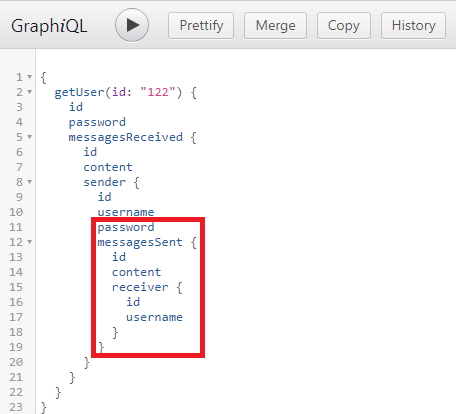 GraphiQL Prettify Merge Copy History
1 {
2 getUser(id: "122") {
3 id
4 password
5 messagesReceived {
6 id
7 content
8 sender {
9 id
10 username
11 password
12 messagesSent {
13 id
14 content
15 receiver {
16 id
17 username
18 }
19 }
20 }
21 }
22 }
23 }